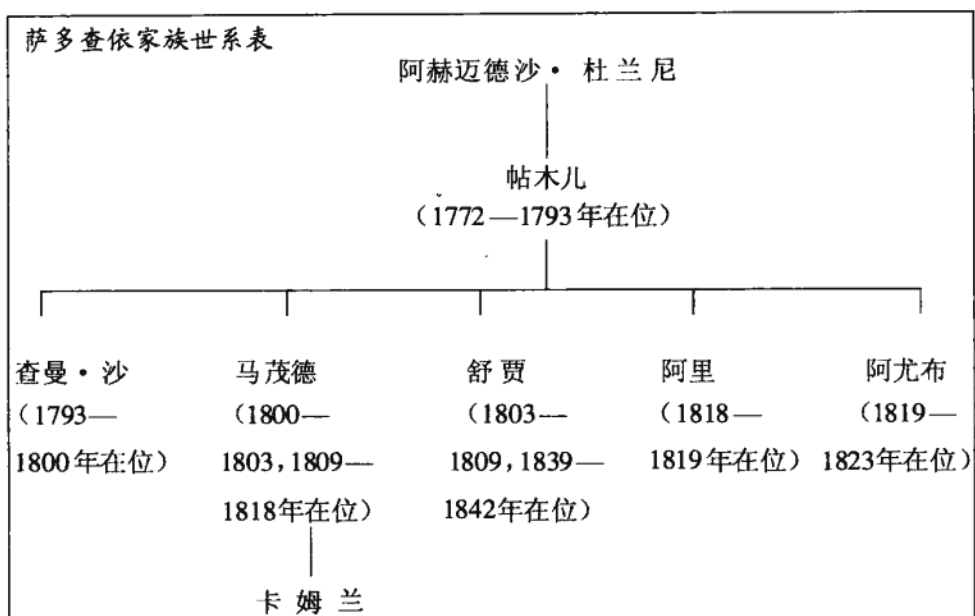 萨多查依家族世系表
阿赫迈德沙·杜兰尼
帖木儿
（1772—1793年在位）
查曼·沙
（1793—
1800年在位）
马茂德
（1800—
1803，1809—
1818年在位）
舒贾
（1803—
1809，1839—
1842年在位）
阿里
（1818—
1819年在位）
阿尤布
（1819—
1823年在位）
卡姆兰